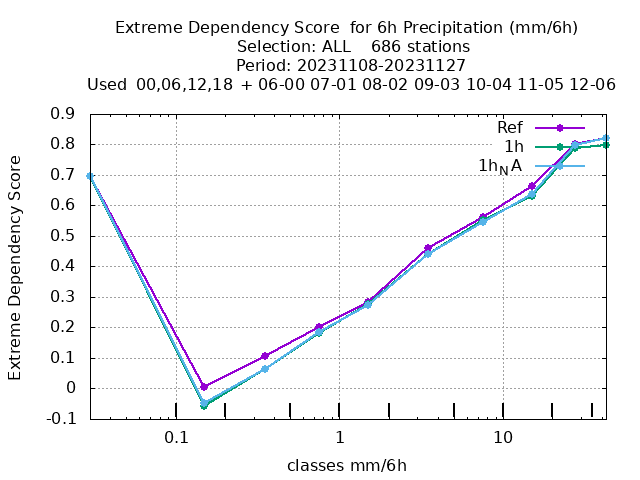 Extreme Dependency Score  for 6h Precipitation (mm/6h)
Selection: ALL    686 stations
Period: 20231108-20231127
Used  00,06,12,18  + 06-00 07-01 08-02 09-03 10-04 11-05 12-06
Ref
1h
1hNA
0.9
0.8
0.7
0.6
0.5
0.4
0.3
0.2
0.1
0
-0.1
Extreme Dependency Score
0.1 1 10
classes mm/6h